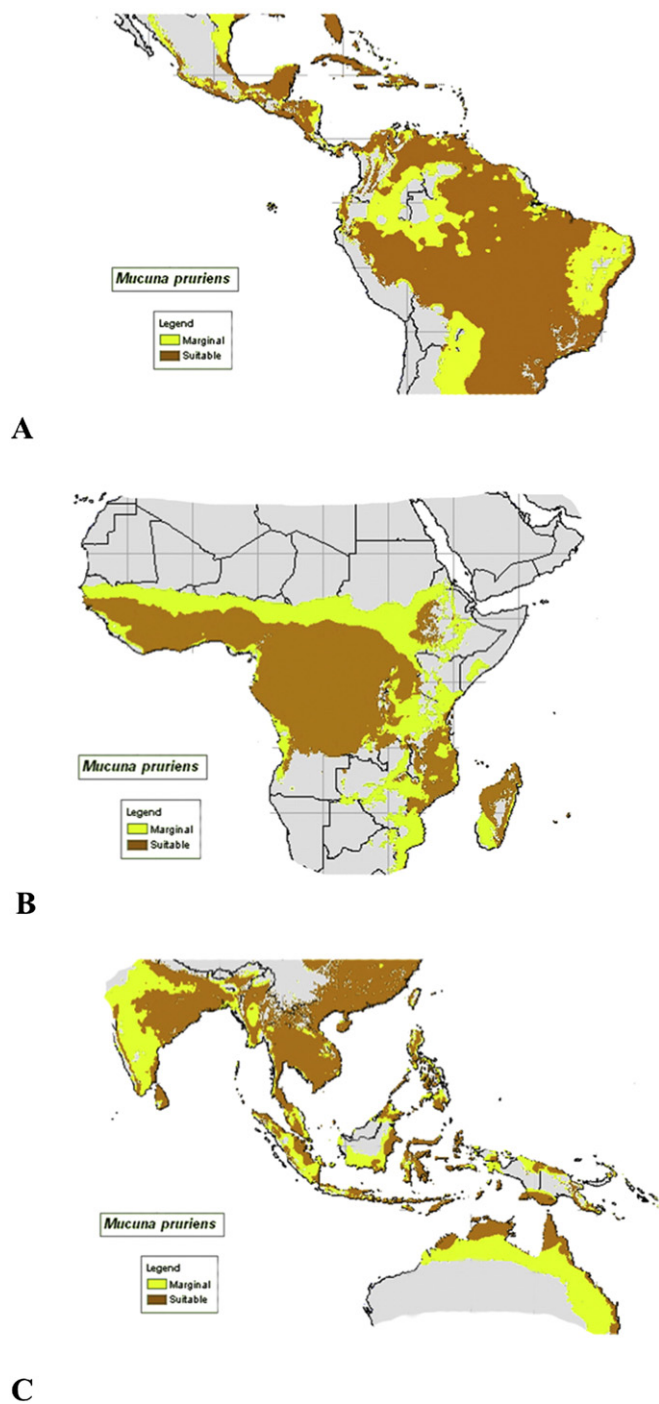 Mucuna pruriens
Legend
Marginal
Suitable
A
Mucuna pruriens
Legend
Marginal
Suitable
B
Mucuna pruriens
Legend
Marginal
Suitable
C